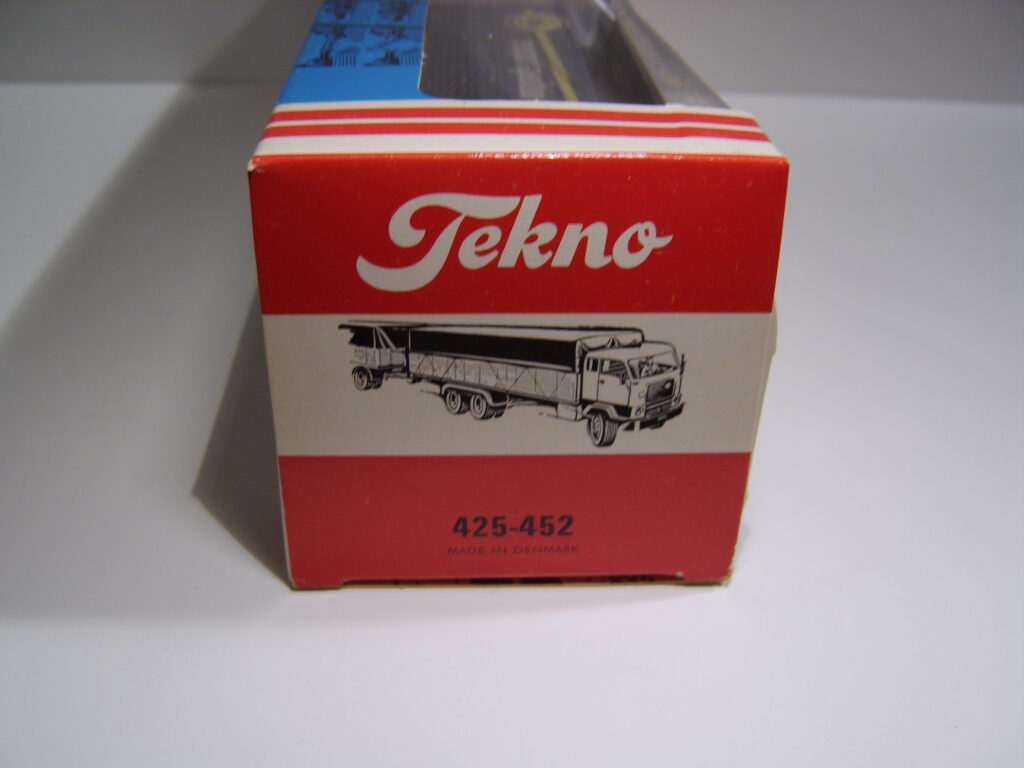 Tekno
425-452
MADE IN DENMARK